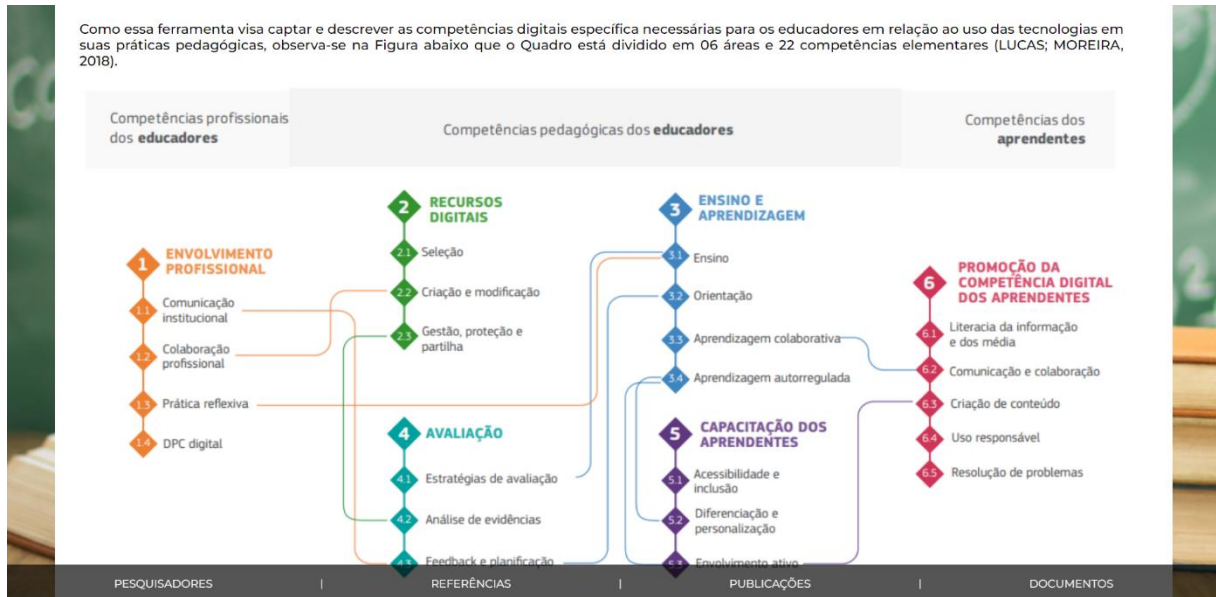 Como essa ferramenta visa captar e descrever as competências digitais específica necessárias para os educadores em relação ao uso das tecnologias em
suas práticas pedagógicas, observa-se na Figura abaixo que o Quadro está dividido em 06 áreas e 22 competências elementares (LUCAS; MOREIRA,
2018).
Competências profissionais
dos educadores
Competências pedagógicas dos educadores
Competências dos
aprendentes
1 ENVOLVIMENTO
PROFISSIONAL
1.1 Comunicação
institucional
1.2 Colaboração
profissional
1.3 Prática reflexiva
1.4 DPC digital
2 RECURSOS
DIGITAIS
2.1 Seleção
2.2 Criação e modificação
2.3 Gestão, proteção e
partilha
3 ENSINO E
APRENDIZAGEM
3.1 Ensino
3.2 Orientação
3.3 Aprendizagem colaborativa
3.4 Aprendizagem autorregulada
4 AVALIAÇÃO
4.1 Estratégias de avaliação
4.2 Análise de evidências
4.3 Feedback e planificação
5 CAPACITAÇÃO DOS
APRENDENTES
5.1 Acessibilidade e
inclusão
5.2 Diferenciação e
personalização
5.3 Envolvimento ativo
6 PROMOÇÃO DA
COMPETÊNCIA DIGITAL
DOS APRENDENTES
6.1 Literacia da informação
e dos média
6.2 Comunicação e colaboração
6.3 Criação de conteúdo
6.4 Uso responsável
6.5 Resolução de problemas
PESQUISADORES | REFERÊNCIAS | PUBLICAÇÕES | DOCUMENTOS